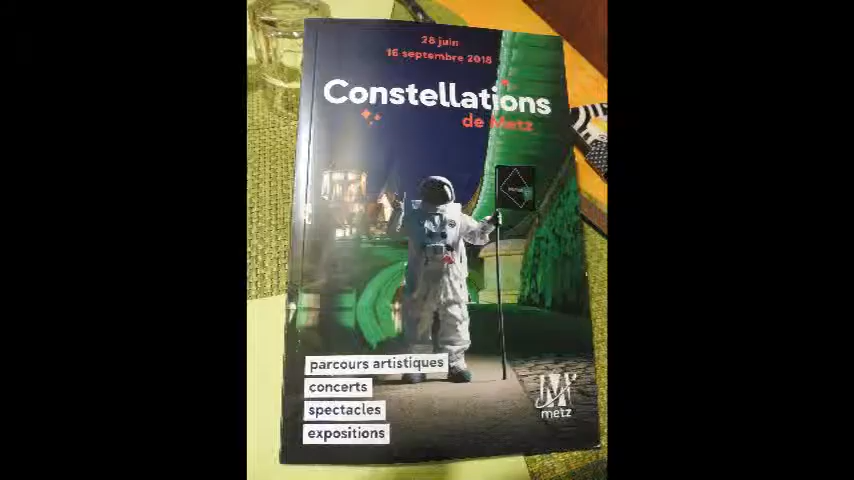 28 juin
16 septembre 2018
Constellations
de Metz
parcours artistiques
concerts
spectacles
expositions
metz